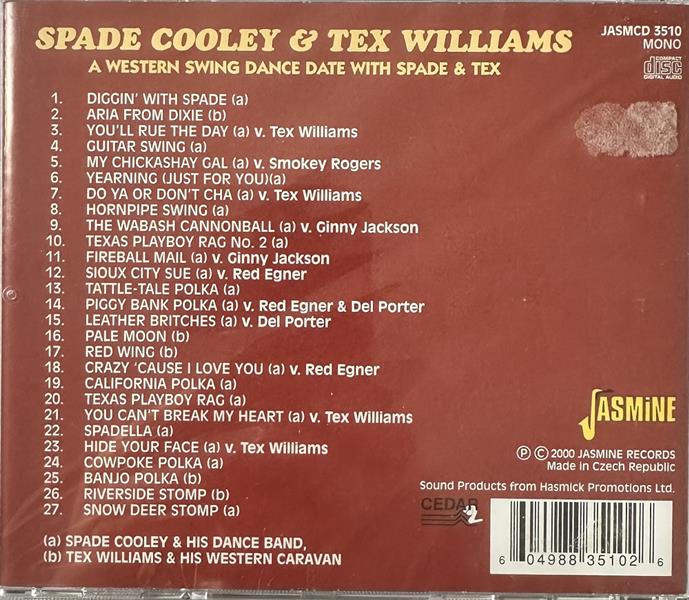 SPADE COOLEY & TEX WILLIAMS
A WESTERN SWING DANCE DATE WITH SPADE & TEX
JASMCD 3510
MONO
COMPACT
disc
DIGITAL AUDIO
1. DIGGIN' WITH SPADE (a)
2. ARIA FROM DIXIE (b)
3. YOU'LL RUE THE DAY (a) v. Tex Williams
4. GUITAR SWING (a)
5. MY CHICKASHAY GAL (a) v. Smokey Rogers
6. YEARNING (JUST FOR YOU)(a)
7. DO YA OR DON'T CHA (a) v. Tex Williams
8. HORNPIPE SWING (a)
9. THE WABASH CANNONBALL (a) v. Ginny Jackson
10. TEXAS PLAYBOY RAG No. 2 (a)
11. FIREBALL MAIL (a) v. Ginny Jackson
12. SIOUX CITY SUE (a) v. Red Egner
13. TATTLE-TALE POLKA (a)
14. PIGGY BANK POLKA (a) v. Red Egner & Del Porter
15. LEATHER BRITCHES (a) v. Del Porter
16. PALE MOON (b)
17. RED WING (b)
18. CRAZY 'CAUSE I LOVE YOU (a) v. Red Egner
19. CALIFORNIA POLKA (a)
20. TEXAS PLAYBOY RAG (a)
21. YOU CAN'T BREAK MY HEART (a) v. Tex Williams
22. SPADELLA (a)
23. HIDE YOUR FACE (a) v. Tex Williams
24. COWPOKE POLKA (a)
25. BANJO POLKA (b)
26. RIVERSIDE STOMP (b)
27. SNOW DEER STOMP (a)
(a) SPADE COOLEY & HIS DANCE BAND,
(b) TEX WILLIAMS & HIS WESTERN CARAVAN
JASMiNE
Ⓟ © 2000 JASMINE RECORDS
Made in Czech Republic
Sound Products from Hasmick Promotions Ltd.
CEDAR
2
6 04988 35102 6